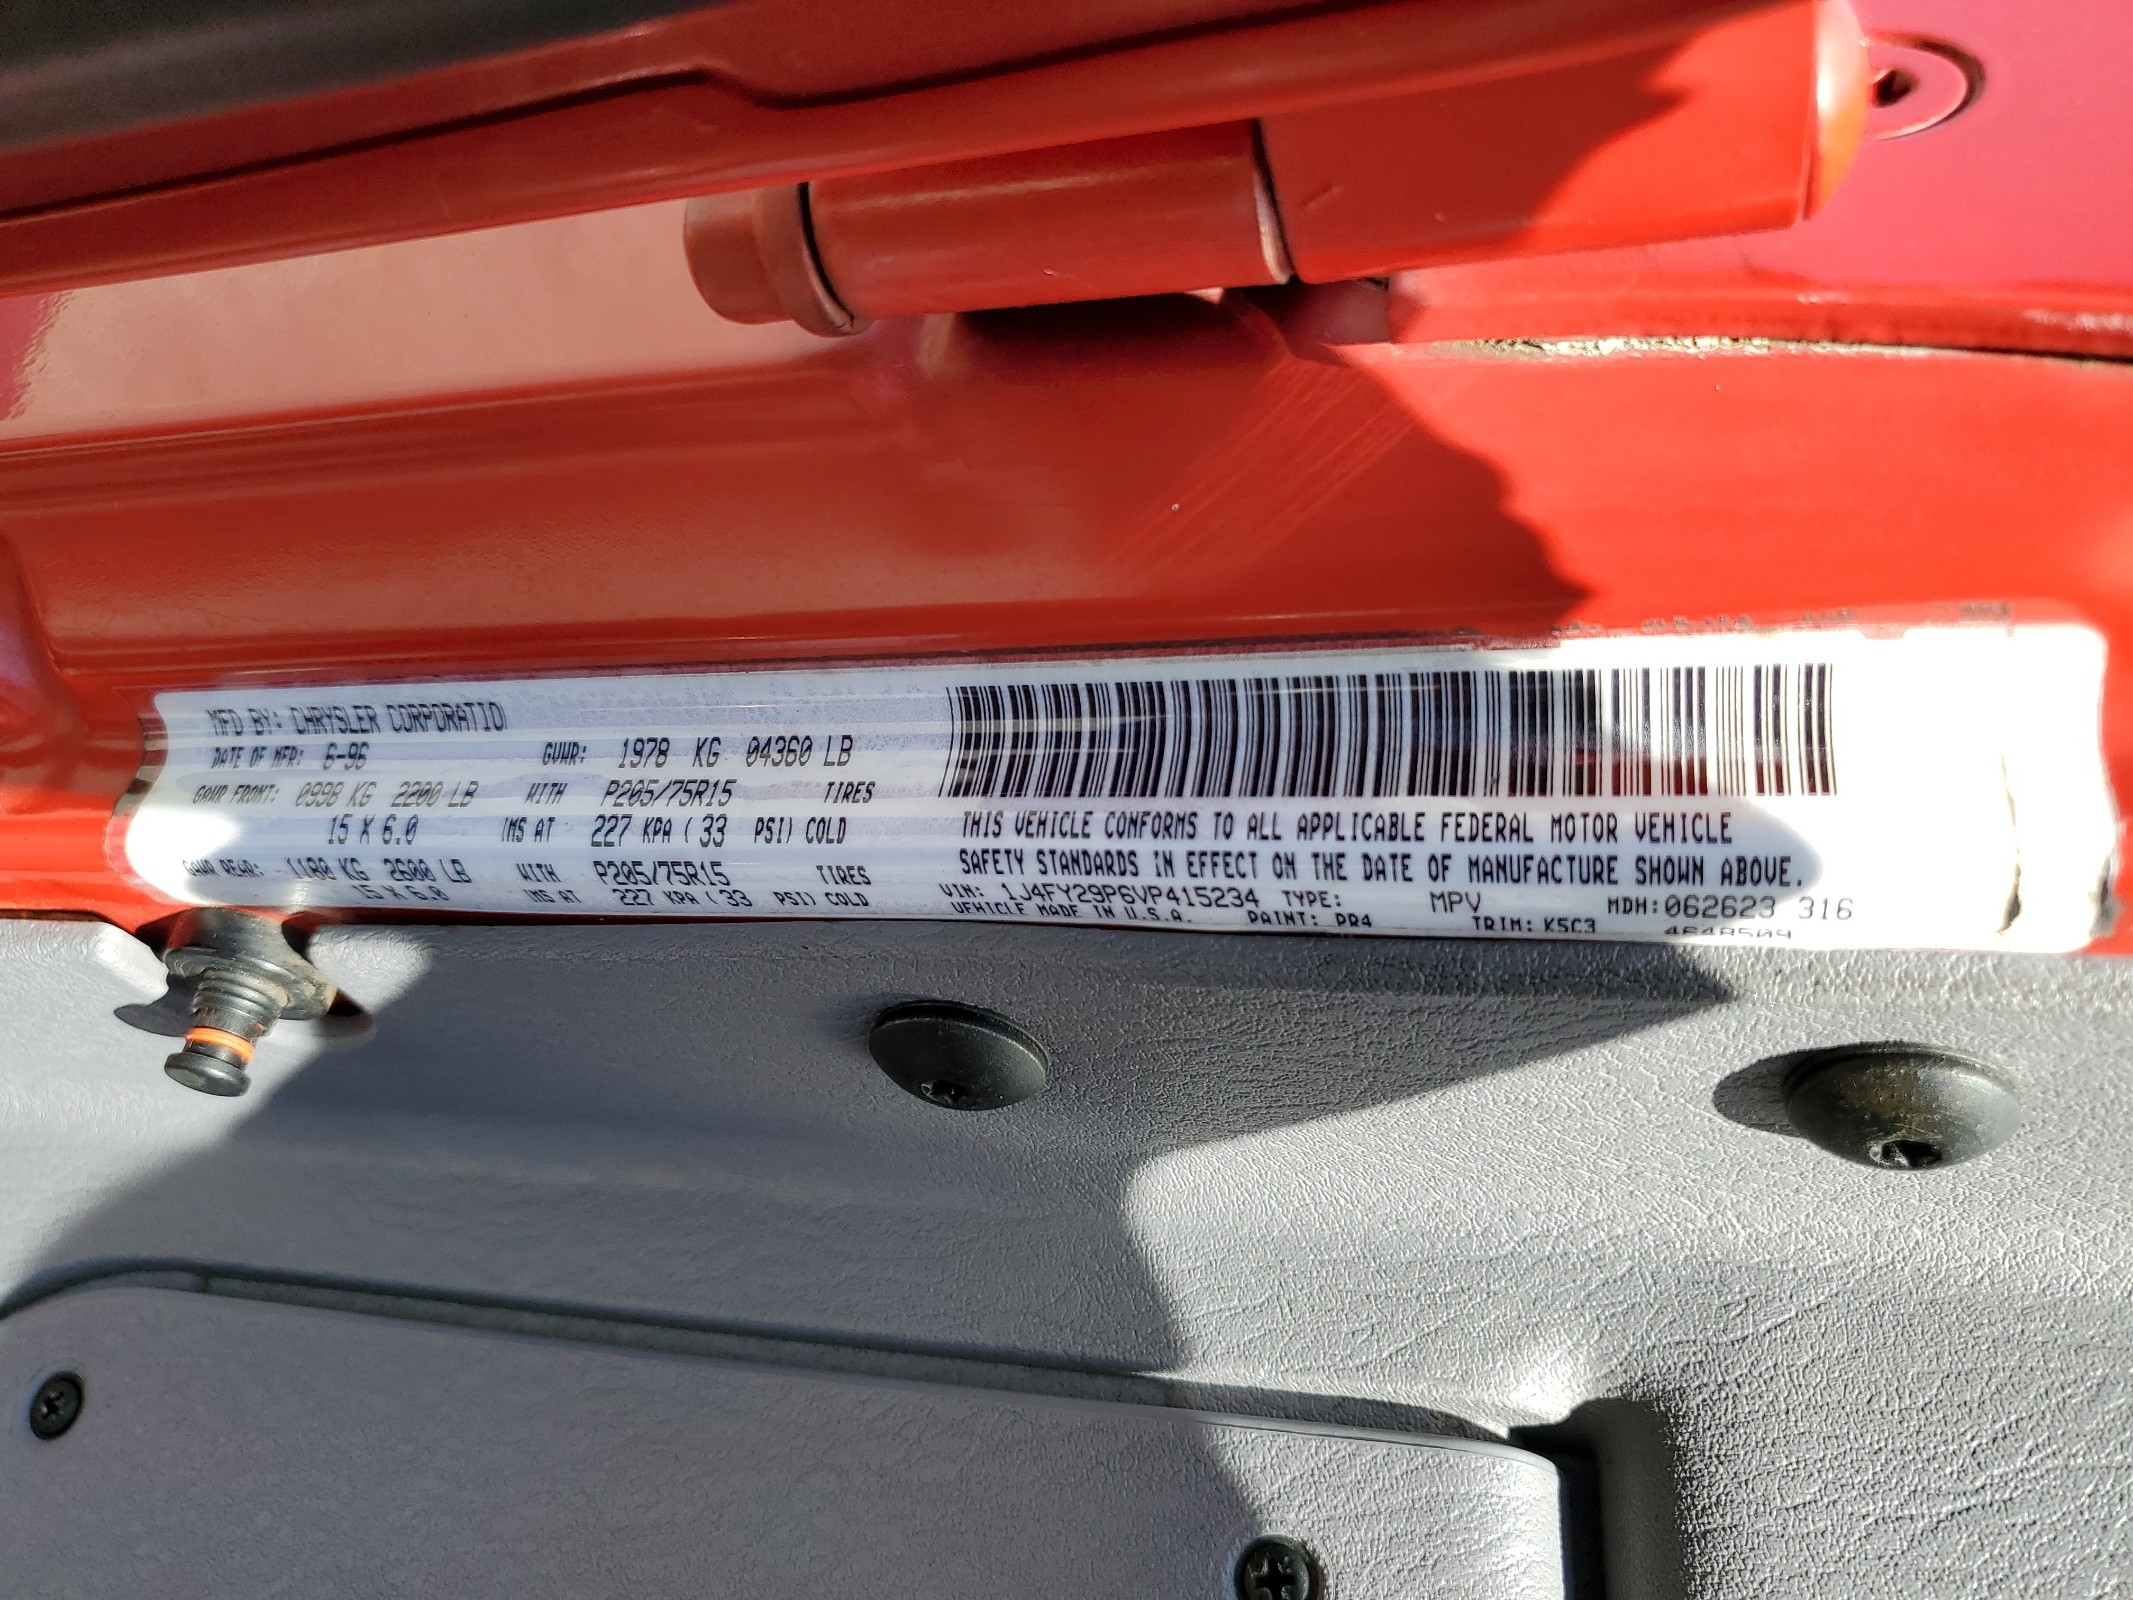 MFD BY: CHRYSLER CORPORATIO
DATE OF MFR: 6-96 GVWR: 1978 KG 04360 LB
GAWR FRONT: 0998 KG 2200 LB WITH P205/75R15 TIRES
15 X 6.0 IMS AT 227 KPA ( 33 PSI) COLD
GAWR REAR: 1180 KG 2600 LB WITH P205/75R15 TIRES
15 X 6.0 IMS AT 227 KPA ( 33 PSI) COLD
THIS VEHICLE CONFORMS TO ALL APPLICABLE FEDERAL MOTOR VEHICLE
SAFETY STANDARDS IN EFFECT ON THE DATE OF MANUFACTURE SHOWN ABOVE.
VIN: 1J4FY29P6VP415234 TYPE: MPV MDH: 062623 316
VEHICLE MADE IN U.S.A. PAINT: PR4 TRIM: K5C3
4648509